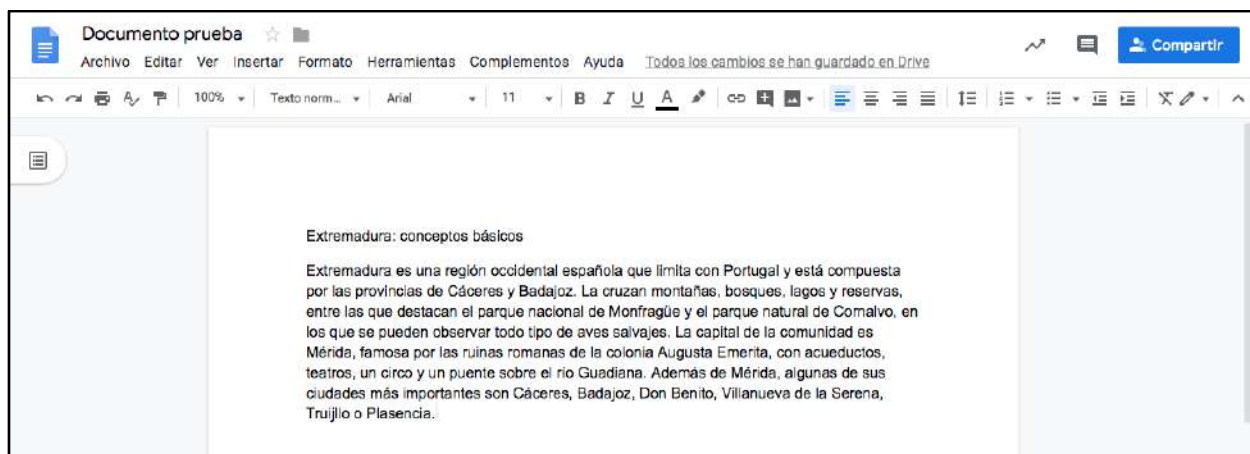 Documento prueba
Archivo Editar Ver Insertar Formato Herramientas Complementos Ayuda Todos los cambios se han guardado en Drive
Compartir
100% Texto norm... Arial 11 B I U A
Extremadura: conceptos básicos
Extremadura es una región occidental española que limita con Portugal y está compuesta
por las provincias de Cáceres y Badajoz. La cruzan montañas, bosques, lagos y reservas,
entre las que destacan el parque nacional de Monfragüe y el parque natural de Cornalvo, en
los que se pueden observar todo tipo de aves salvajes. La capital de la comunidad es
Mérida, famosa por las ruinas romanas de la colonia Augusta Emerita, con acueductos,
teatros, un circo y un puente sobre el río Guadiana. Además de Mérida, algunas de sus
ciudades más importantes son Cáceres, Badajoz, Don Benito, Villanueva de la Serena,
Trujillo o Plasencia.